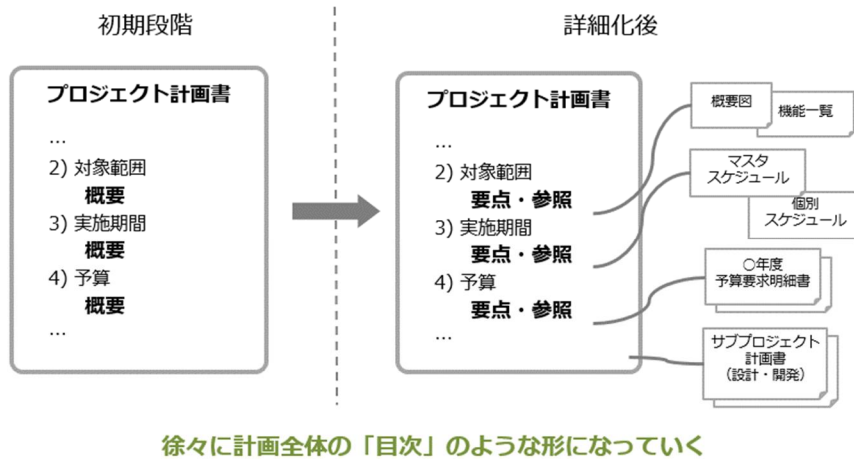 初期段階
プロジェクト計画書
…
2) 対象範囲
概要
3) 実施期間
概要
4) 予算
概要
…
詳細化後
プロジェクト計画書
…
2) 対象範囲
要点・参照
3) 実施期間
要点・参照
4) 予算
要点・参照
…
概要図
機能一覧
マスタ
スケジュール
個別
スケジュール
○年度
予算要求明細書
サブプロジェクト
計画書
（設計・開発）
徐々に計画全体の「目次」のような形になっていく